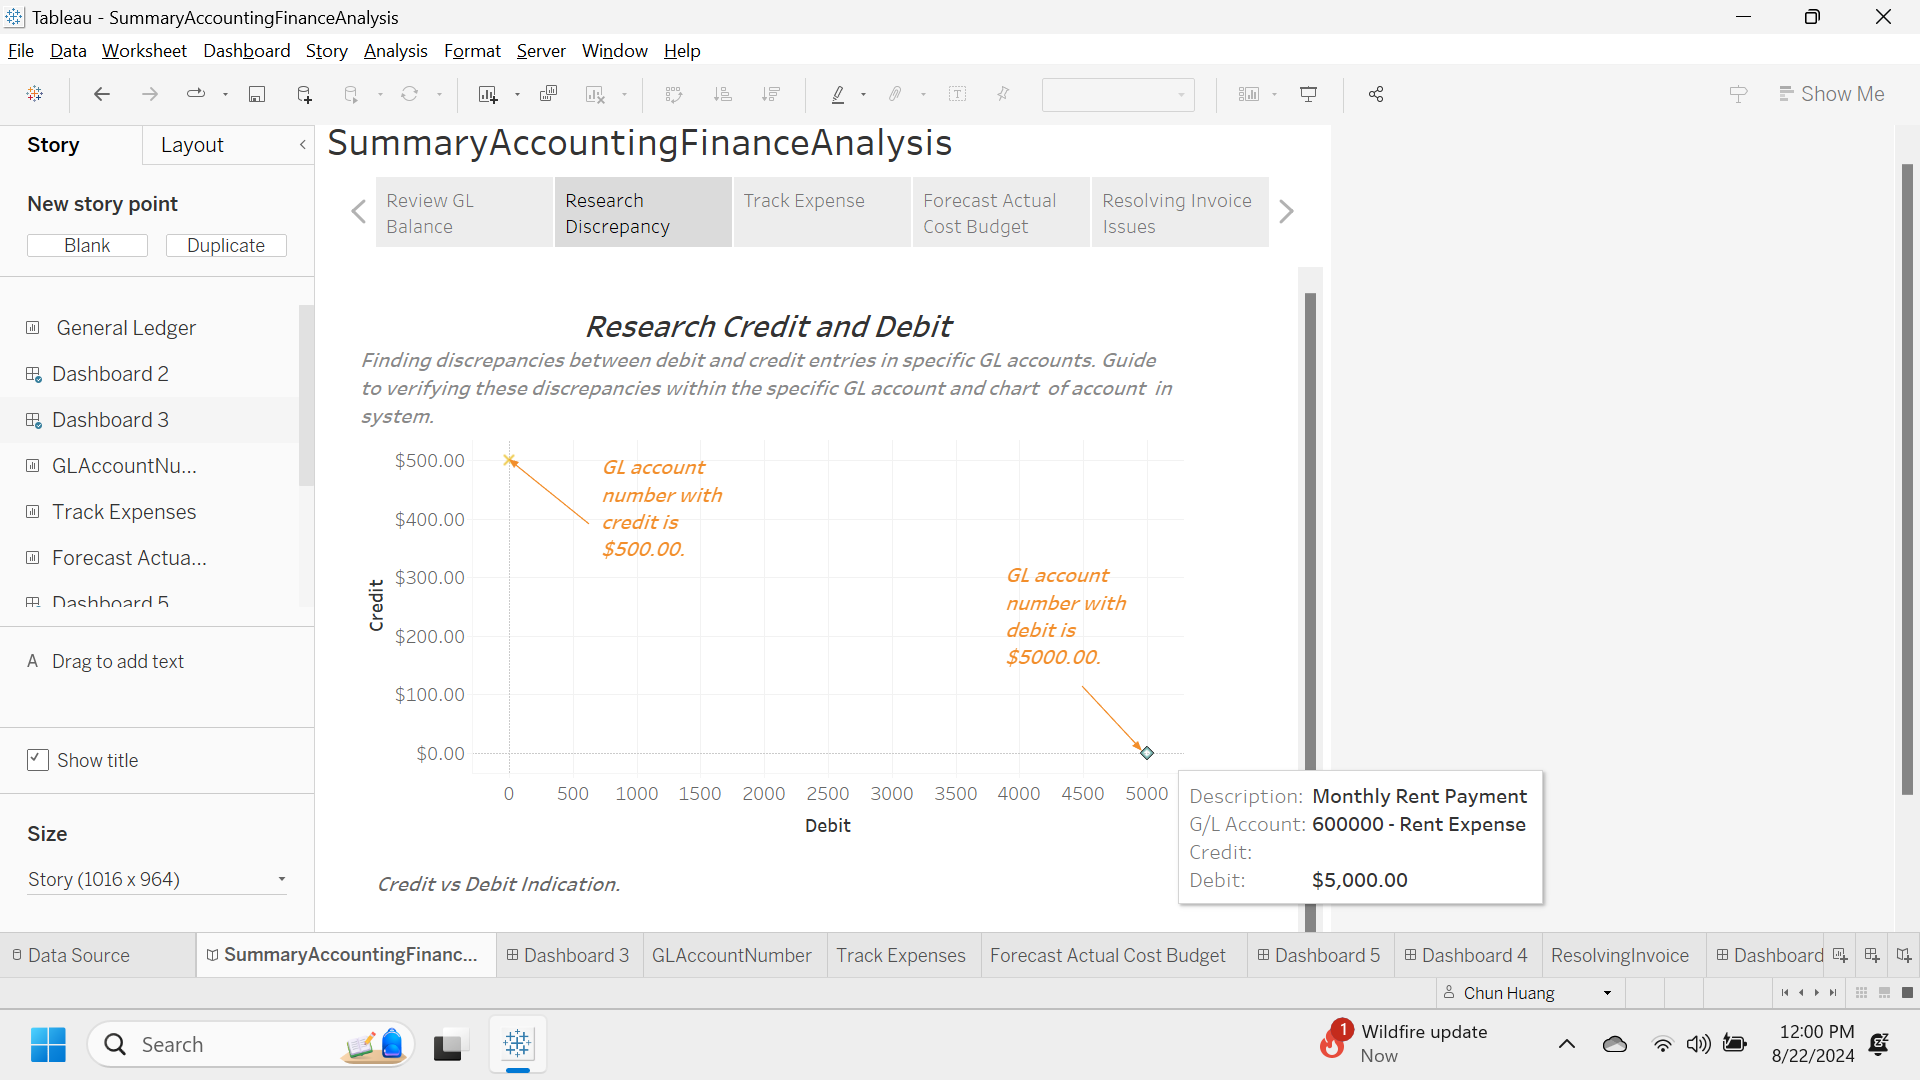 Tableau - SummaryAccountingFinanceAnalysis
File Data Worksheet Dashboard Story Analysis Format Server Window Help
Show Me
Story Layout
New story point
Blank Duplicate
General Ledger
Dashboard 2
Dashboard 3
GLAccountNu...
Track Expenses
Forecast Actua...
Dashboard 5
A Drag to add text
Show title
Size
Story (1016 x 964)
SummaryAccountingFinanceAnalysis
Review GL
Balance
Research
Discrepancy
Track Expense
Forecast Actual
Cost Budget
Resolving Invoice
Issues
Research Credit and Debit
Finding discrepancies between debit and credit entries in specific GL accounts. Guide
to verifying these discrepancies within the specific GL account and chart of account in
system.
$500.00
$400.00
$300.00
$200.00
$100.00
$0.00
Credit
GL account
number with
credit is
$500.00.
GL account
number with
debit is
$5000.00.
0 500 1000 1500 2000 2500 3000 3500 4000 4500 5000
Debit
Description: Monthly Rent Payment
G/L Account: 600000 - Rent Expense
Credit:
Debit: $5,000.00
Credit vs Debit Indication.
Data Source SummaryAccountingFinanc... Dashboard 3 GLAccountNumber Track Expenses Forecast Actual Cost Budget Dashboard 5 Dashboard 4 ResolvingInvoice Dashboard
Chun Huang
Search
1
Wildfire update
Now
12:00 PM
8/22/2024